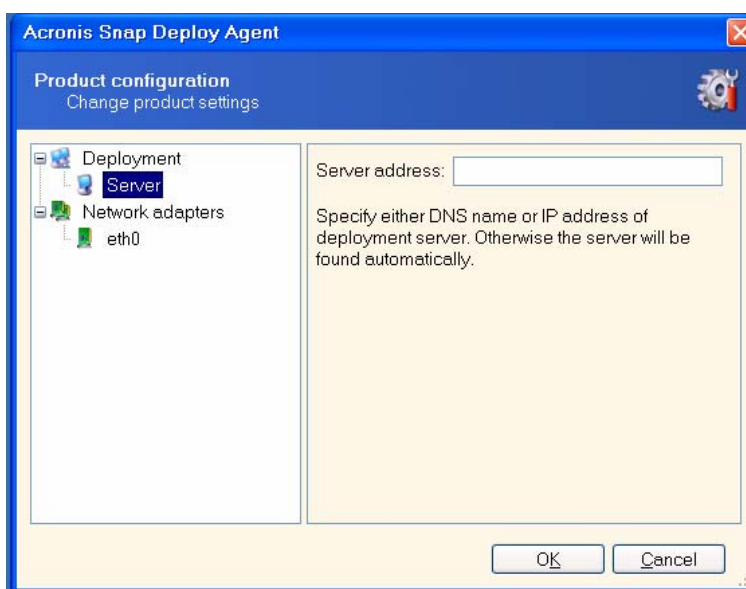 Acronis Snap Deploy Agent
Product configuration
Change product settings
Deployment
Server
Network adapters
eth0
Server address:
Specify either DNS name or IP address of
deployment server. Otherwise the server will be
found automatically.
OK
Cancel